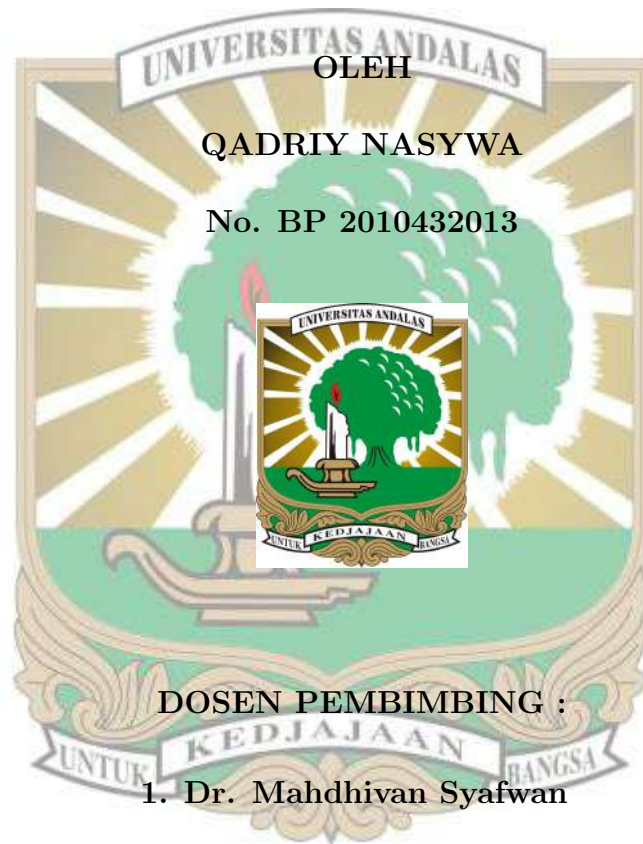 UNIVERSITAS ANDALAS
OLEH
QADRIY NASYWA
No. BP 2010432013
UNIVERSITAS ANDALAS
UNTUK KEDJAJAAN BANGSA
DOSEN PEMBIMBING :
UNTUK KEDJAJAAN BANGSA
1. Dr. Mahdhivan Syafwan